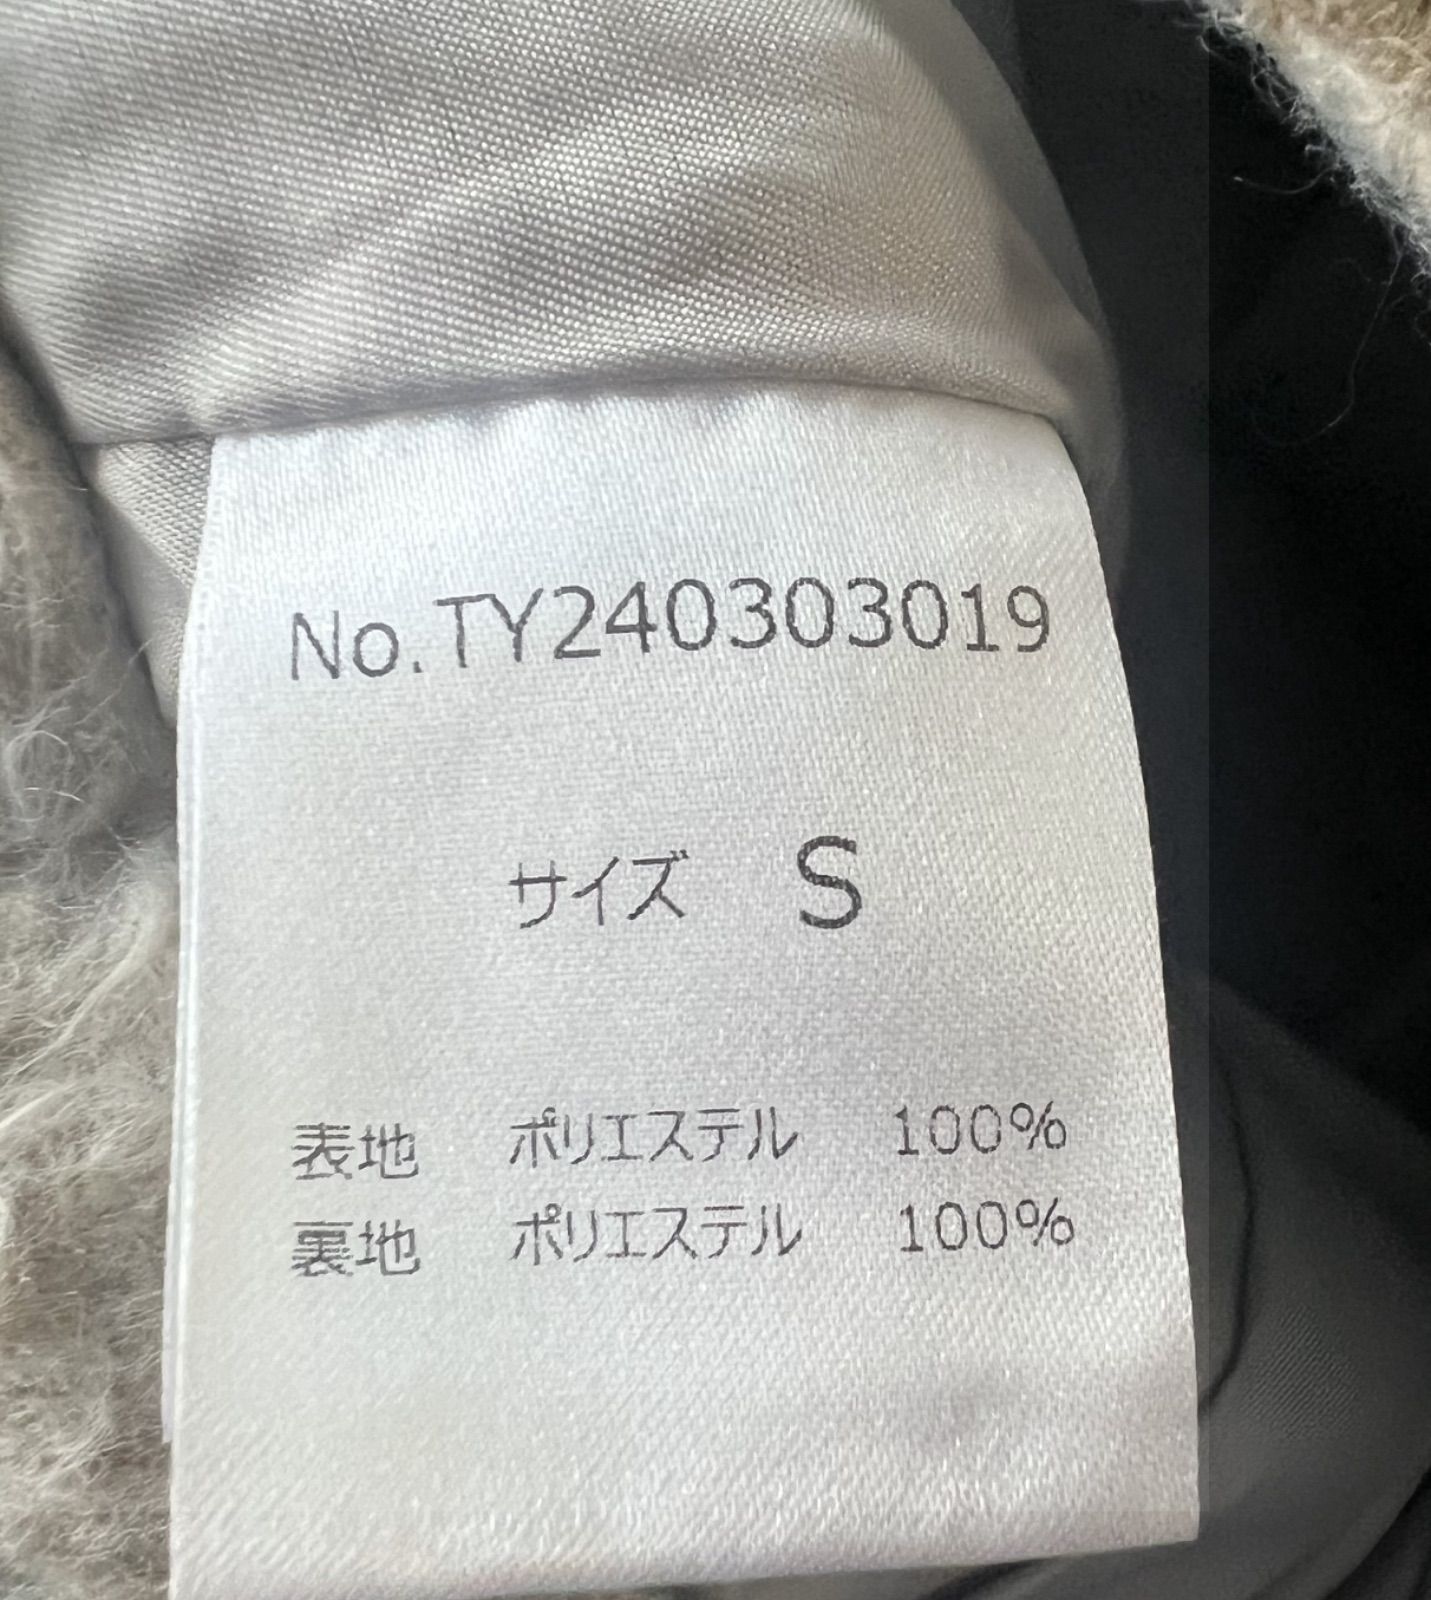 No.TY240303019
サイズ S
表地 ポリエステル 100%
裏地 ポリエステル 100%